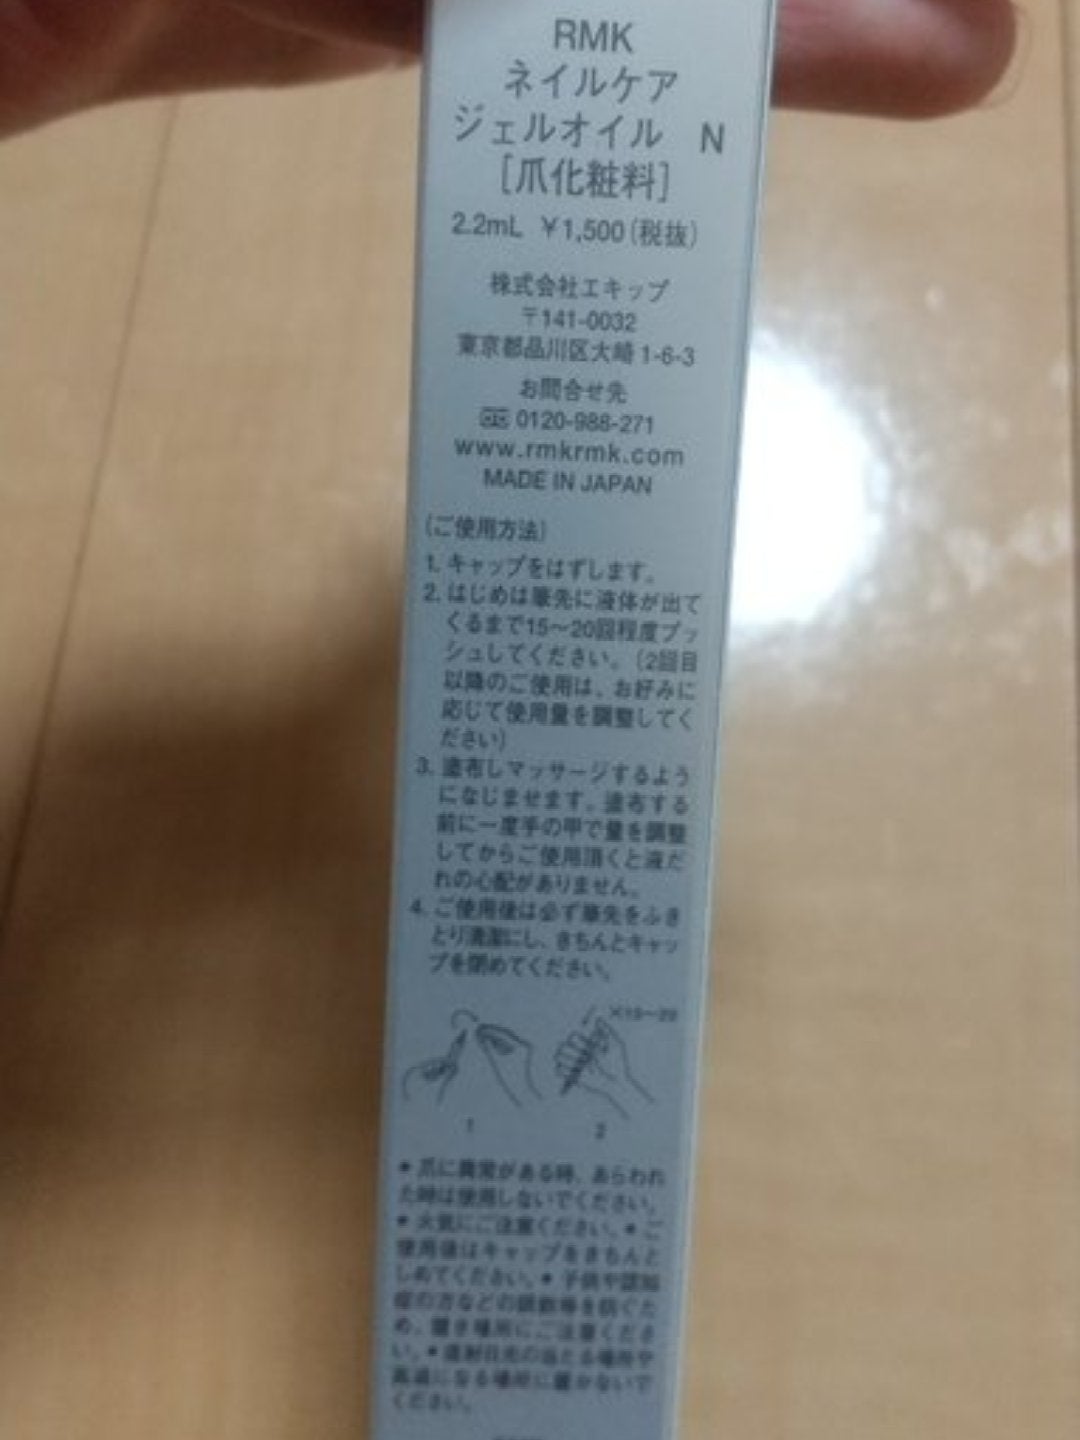 RMK
ネイルケア
ジェルオイル N
[爪化粧料]
2.2mL ¥1,500(税抜)
株式会社エキップ
〒141-0032
東京都品川区大崎1-6-3
お問合せ先
0120-988-271
www.rmkrmk.com
MADE IN JAPAN
(ご使用方法)
1. キャップをはずします。
2. はじめは筆先に液体が出て
くるまで15〜20回程度プッ
シュしてください。(2回目
以降のご使用は、お好みに
応じて使用量を調整してく
ださい)
3. 塗布しマッサージするよう
になじませます。塗布する
前に一度手の甲で量を調整
してからご使用頂くと液だ
れの心配がありません。
4. ご使用後は必ず筆先をふき
とり清潔にし、きちんとキャッ
プを閉めてください。
×15〜20
1
2
• 爪に異常がある時、あらわれ
た時は使用しないでください。
• 火気にご注意ください。• ご
使用後はキャップをきちんと
しめてください。• 子供や認知
症の方などの誤飲等を防ぐた
め、置き場所にご注意くださ
い。• 直射日光の当たる場所や
高温になる場所に置かないで
ください。